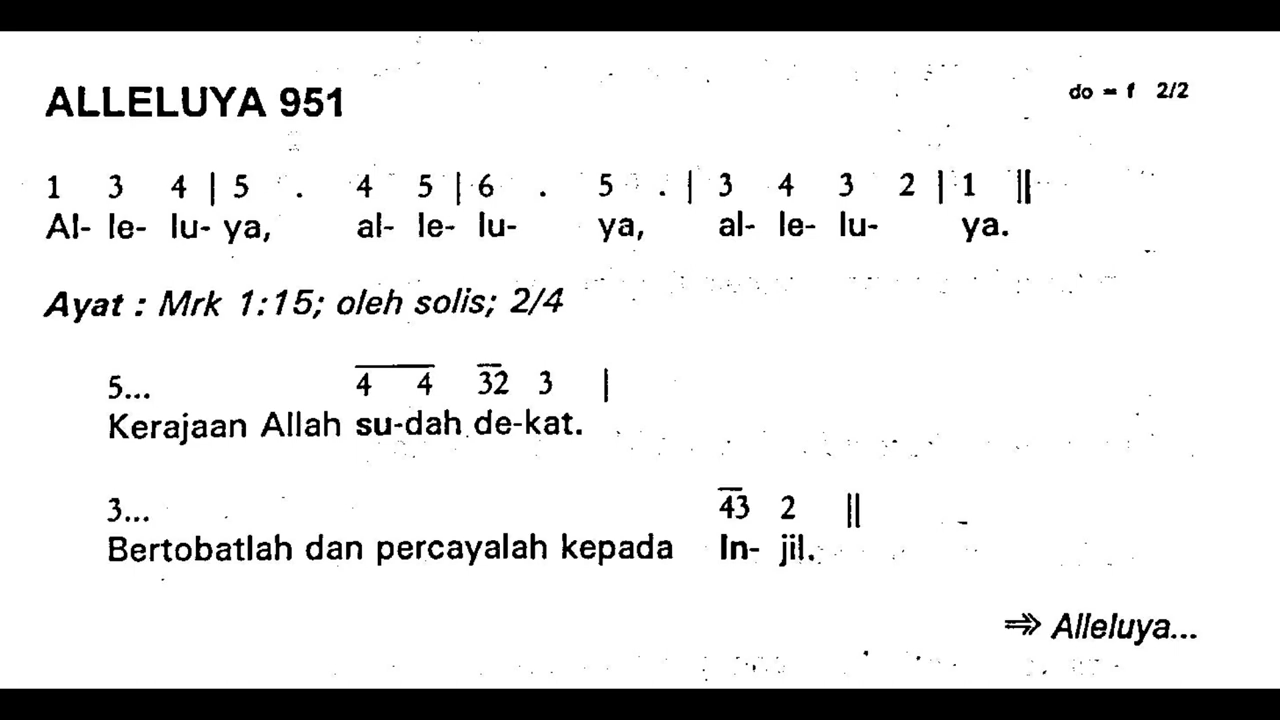 ALLELUYA 951
do = f 2/2
1 3 4 | 5 . 4 5 | 6 . 5 . | 3 4 3 2 | 1 ||
Al- le- lu- ya, al- le- lu- ya, al- le- lu- ya.
Ayat : Mrk 1:15; oleh solis; 2/4
5... 4 4 32 3 |
Kerajaan Allah su-dah de-kat.
3... 43 2 ||
Bertobatlah dan percayalah kepada In- jil.
⇒ Alleluya...